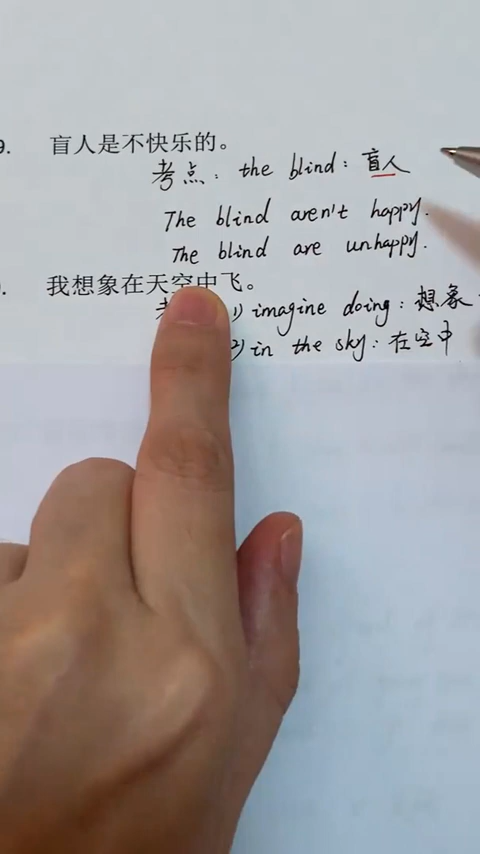 9. 盲人是不快乐的。
考点: the blind: 盲人
The blind aren't happy.
The blind are unhappy.
. 我想象在天空中飞。
考 1) imagine doing: 想象
2) in the sky: 在空中